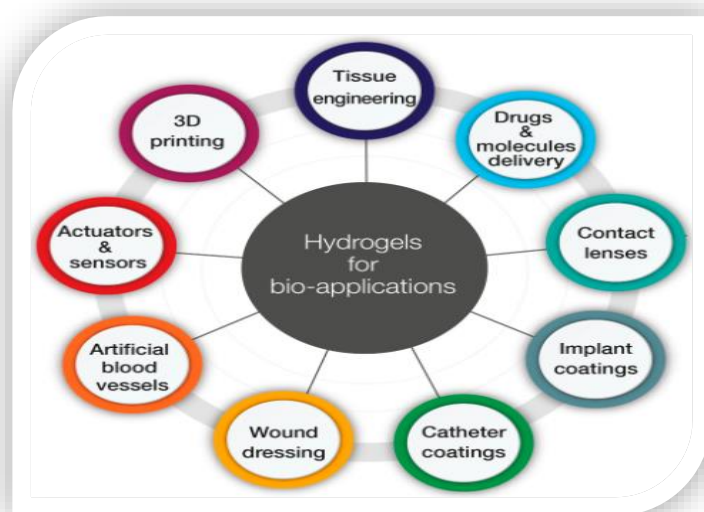 Tissue
engineering
Drugs
&
molecules
delivery
Contact
lenses
Implant
coatings
Catheter
coatings
Wound
dressing
Artificial
blood
vessels
Actuators
&
sensors
3D
printing
Hydrogels
for
bio-applications